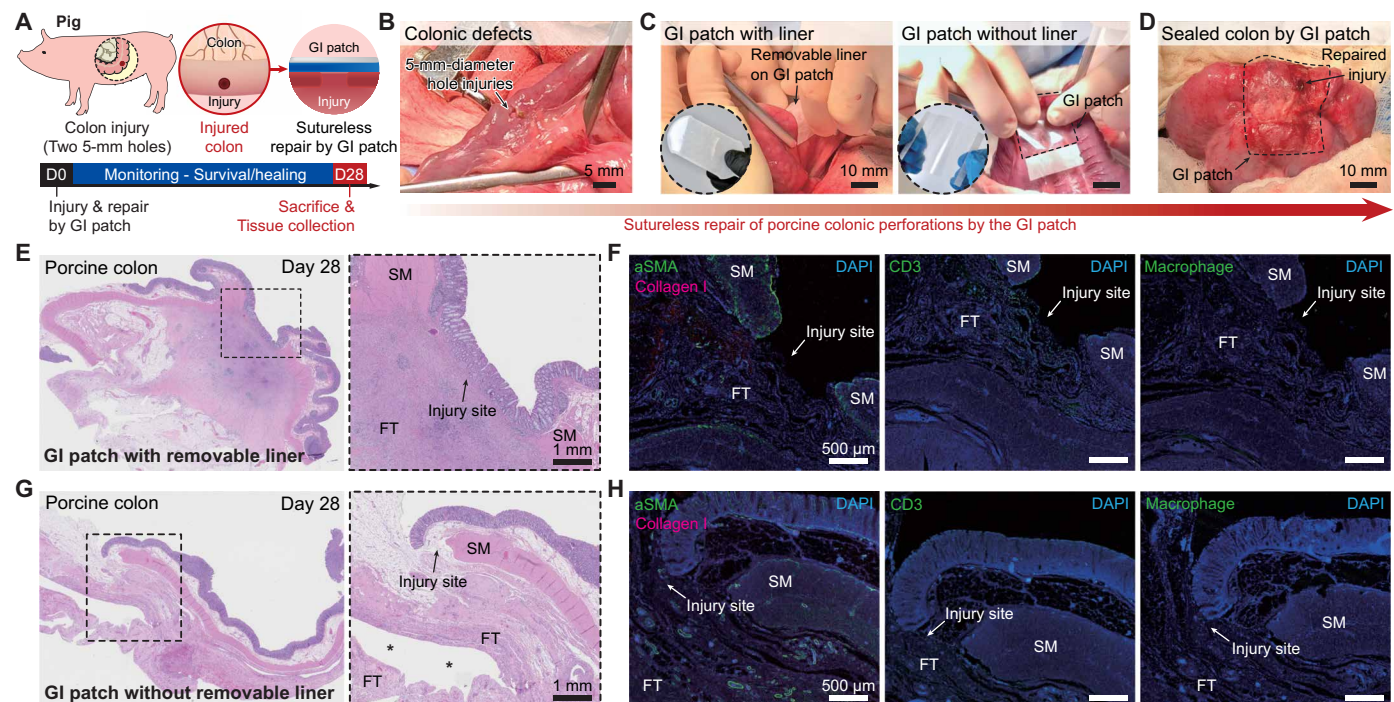 A
Pig
Colon
GI patch
Injury
Injury
Colon injury
(Two 5-mm holes)
Injured
colon
Sutureless
repair by GI patch
D0
Monitoring - Survival/healing
D28
Injury & repair
by GI patch
Sacrifice &
Tissue collection
B
Colonic defects
5-mm-diameter
hole injuries
5 mm
C
GI patch with liner
Removable liner
on GI patch
10 mm
GI patch without liner
GI patch
D
Sealed colon by GI patch
Repaired
injury
GI patch
10 mm
Sutureless repair of porcine colonic perforations by the GI patch
E
Porcine colon
Day 28
GI patch with removable liner
SM
Injury site
FT
SM
1 mm
F
aSMA
Collagen I
SM
DAPI
Injury site
FT
SM
500 µm
CD3
SM
DAPI
Injury site
FT
SM
Macrophage
SM
DAPI
Injury site
FT
SM
G
Porcine colon
Day 28
GI patch without removable liner
SM
Injury site
FT
*
*
FT
1 mm
H
aSMA
Collagen I
DAPI
SM
Injury site
FT
500 µm
CD3
DAPI
Injury site
SM
FT
Macrophage
DAPI
SM
Injury site
FT